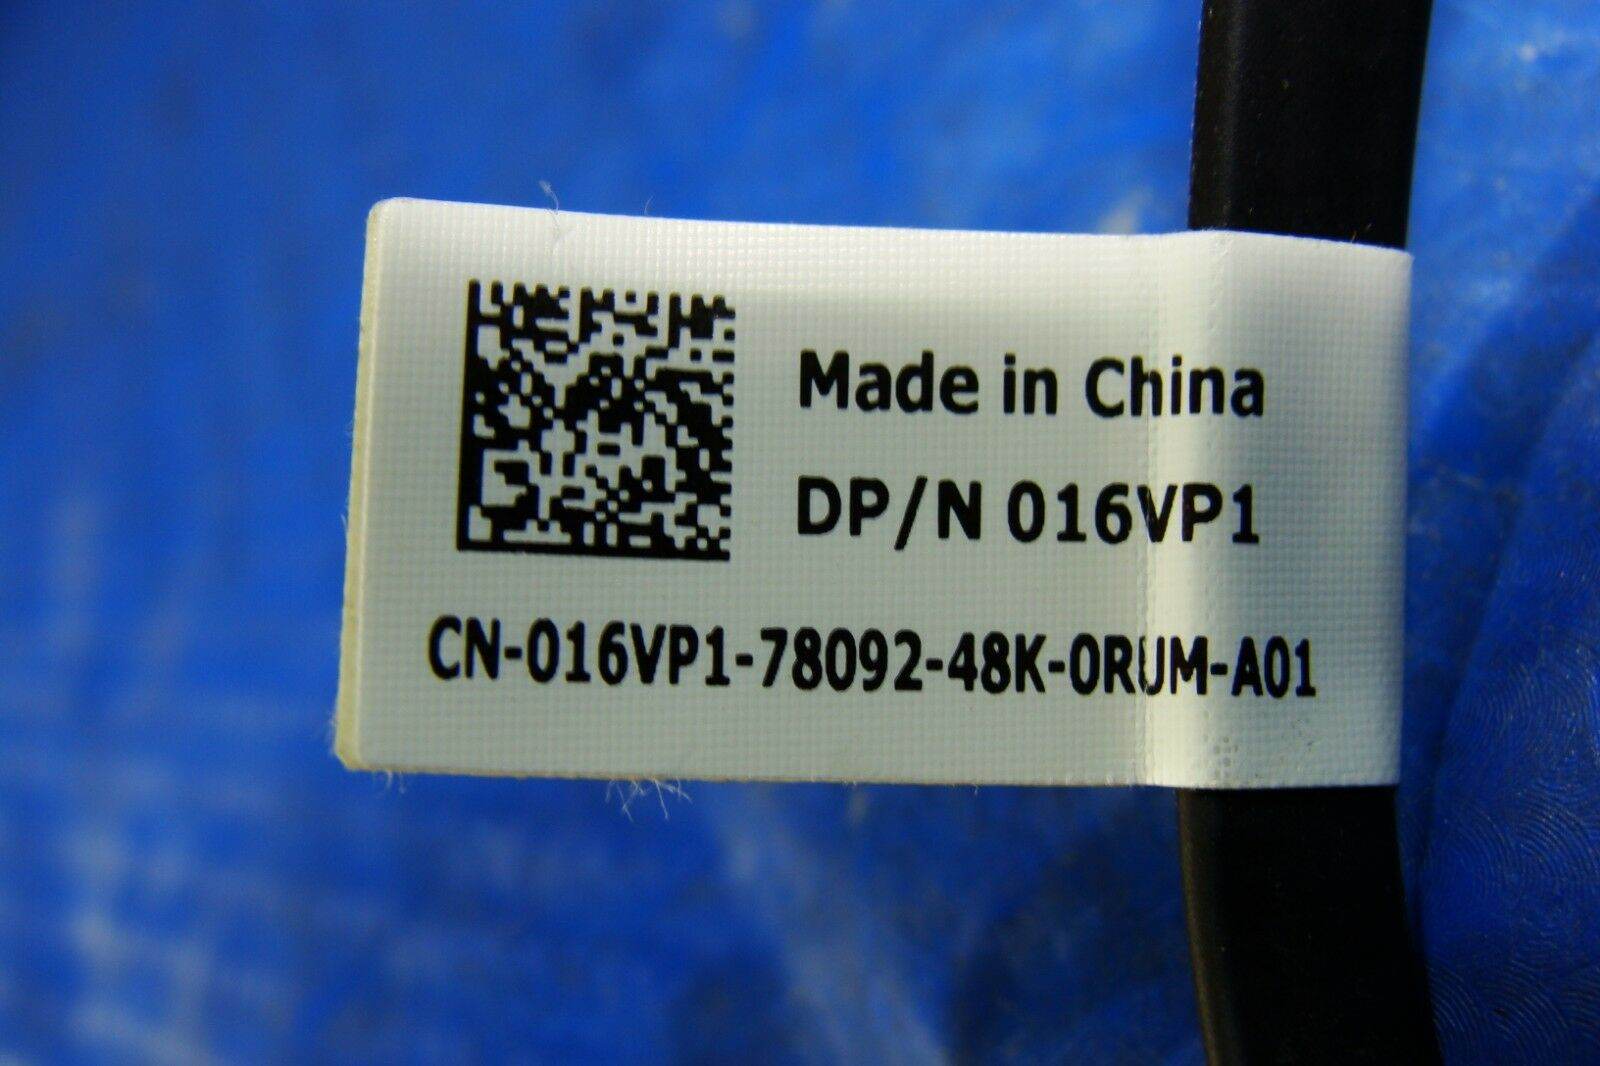 Made in China
DP/N 016VP1
CN-016VP1-78092-48K-0RUM-A01